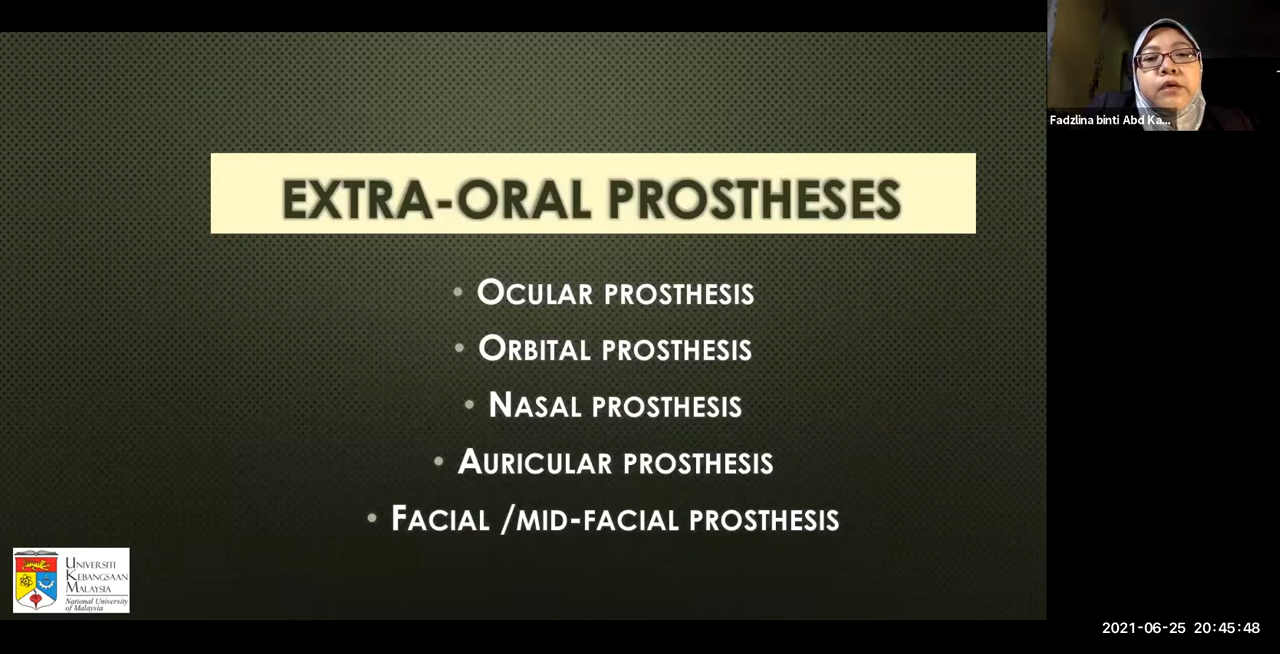 EXTRA-ORAL PROSTHESES
• OCULAR PROSTHESIS
• ORBITAL PROSTHESIS
• NASAL PROSTHESIS
• AURICULAR PROSTHESIS
• FACIAL /MID-FACIAL PROSTHESIS
UNIVERSITI
KEBANGSAAN
MALAYSIA
National University
of Malaysia
Fadzlina binti Abd Ka...
2021-06-25 20:45:48